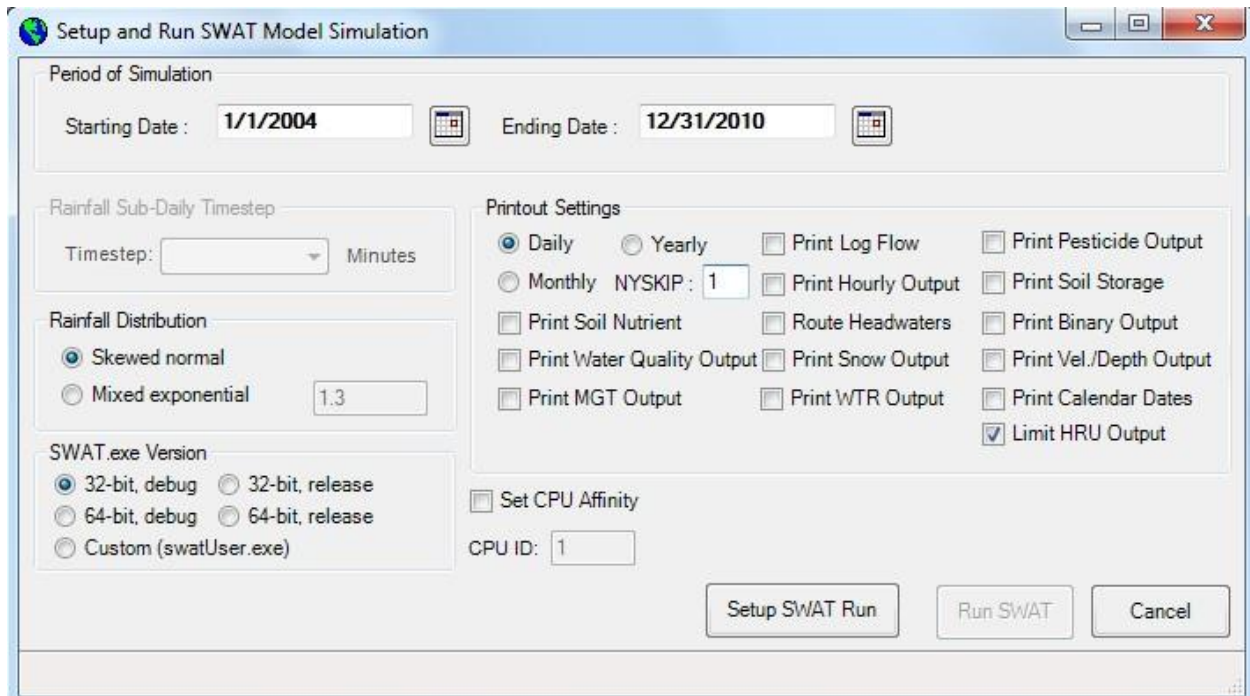 Setup and Run SWAT Model Simulation
Period of Simulation
Starting Date : 1/1/2004 Ending Date : 12/31/2010
Rainfall Sub-Daily Timestep
Timestep: Minutes
Rainfall Distribution
Skewed normal
Mixed exponential 1.3
SWAT.exe Version
32-bit, debug 32-bit, release
64-bit, debug 64-bit, release
Custom (swatUser.exe)
Printout Settings
Daily Yearly Print Log Flow Print Pesticide Output
Monthly NYSKIP : 1 Print Hourly Output Print Soil Storage
Print Soil Nutrient Route Headwaters Print Binary Output
Print Water Quality Output Print Snow Output Print Vel./Depth Output
Print MGT Output Print WTR Output Print Calendar Dates
Limit HRU Output
Set CPU Affinity
CPU ID: 1
Setup SWAT Run Run SWAT Cancel